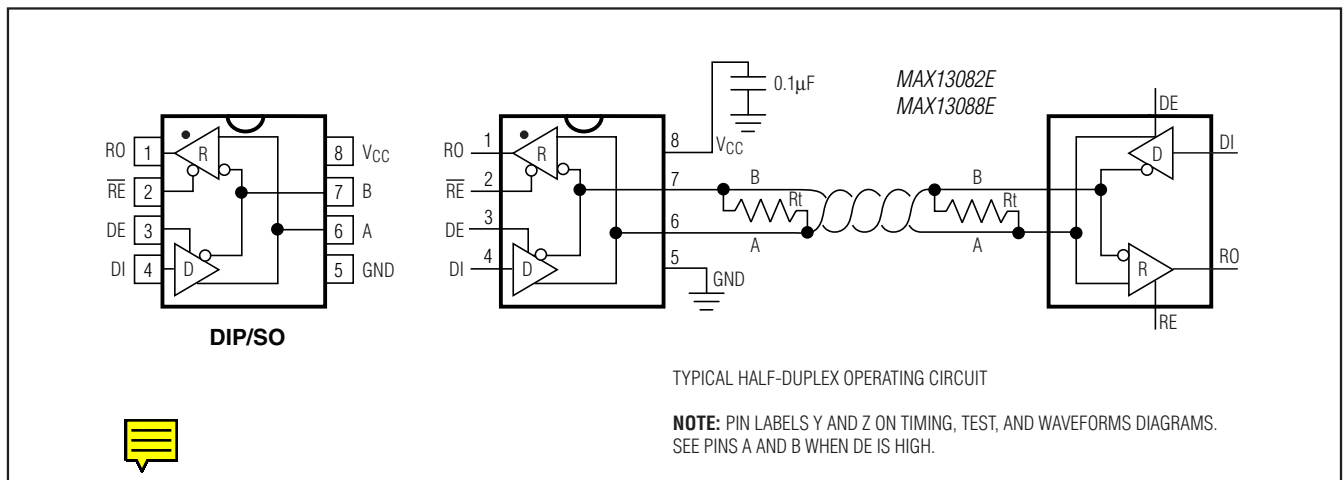 RO 1 R 8 VCC
RE 2 7 B
DE 3 6 A
DI 4 D 5 GND
DIP/SO
0.1μF
MAX13082E
MAX13088E
RO 1 R 8 VCC
RE 2 7 B Rt B Rt
DE 3 6 A A
DI 4 D 5 GND
DE
D DI
R RO
RE
TYPICAL HALF-DUPLEX OPERATING CIRCUIT
NOTE: PIN LABELS Y AND Z ON TIMING, TEST, AND WAVEFORMS DIAGRAMS.
SEE PINS A AND B WHEN DE IS HIGH.